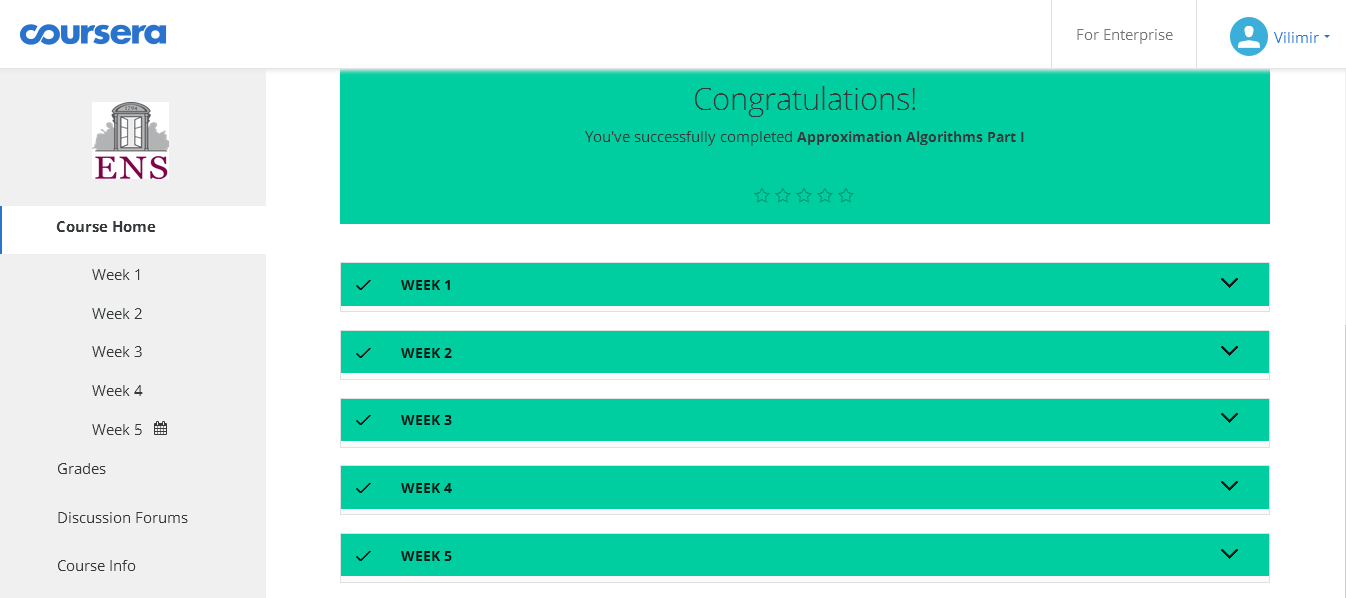 coursera
For Enterprise
Vilimir
1794
ENS
Course Home
Week 1
Week 2
Week 3
Week 4
Week 5
Grades
Discussion Forums
Course Info
Congratulations!
You've successfully completed Approximation Algorithms Part I
WEEK 1
WEEK 2
WEEK 3
WEEK 4
WEEK 5